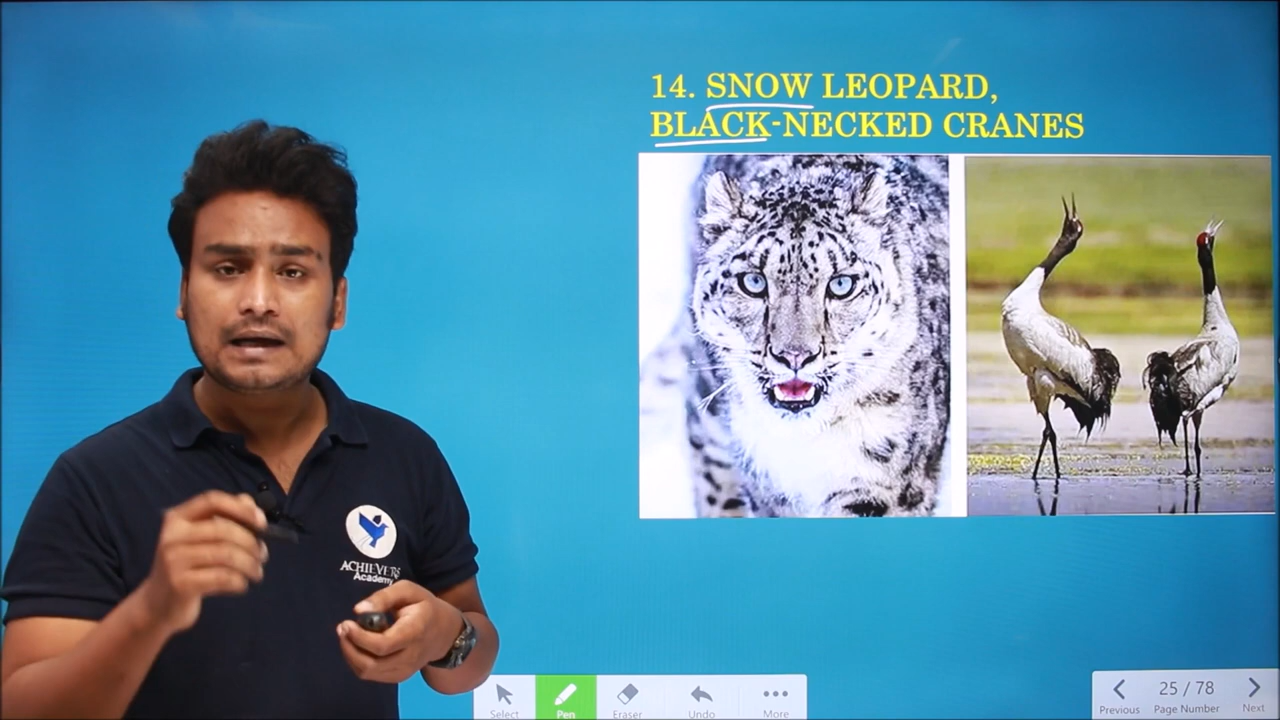 14. SNOW LEOPARD,
BLACK-NECKED CRANES
ACHIEVERS
Academy
Select
Pen
Eraser
Undo
More
Previous
25 / 78
Page Number
Next